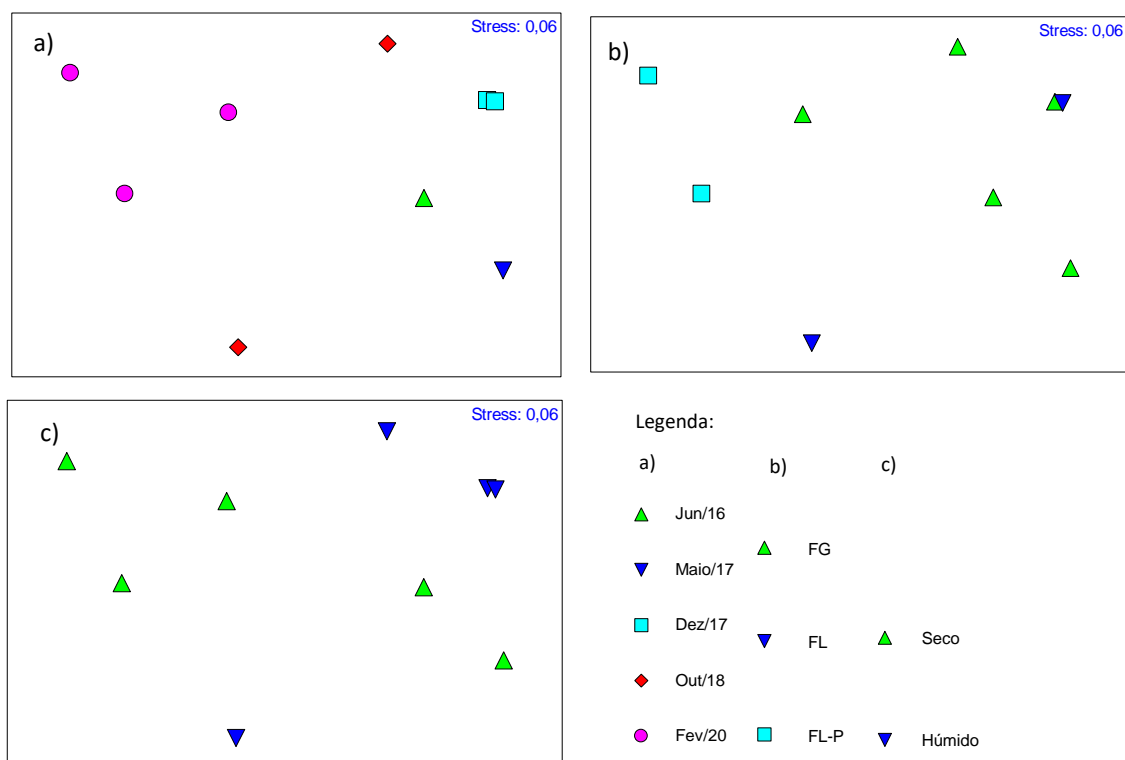 a)
Stress: 0,06
b)
Stress: 0,06
c)
Stress: 0,06
Legenda:
a)
b)
c)
Jun/16
Maio/17
Dez/17
Out/18
Fev/20
FG
FL
FL-P
Seco
Húmido